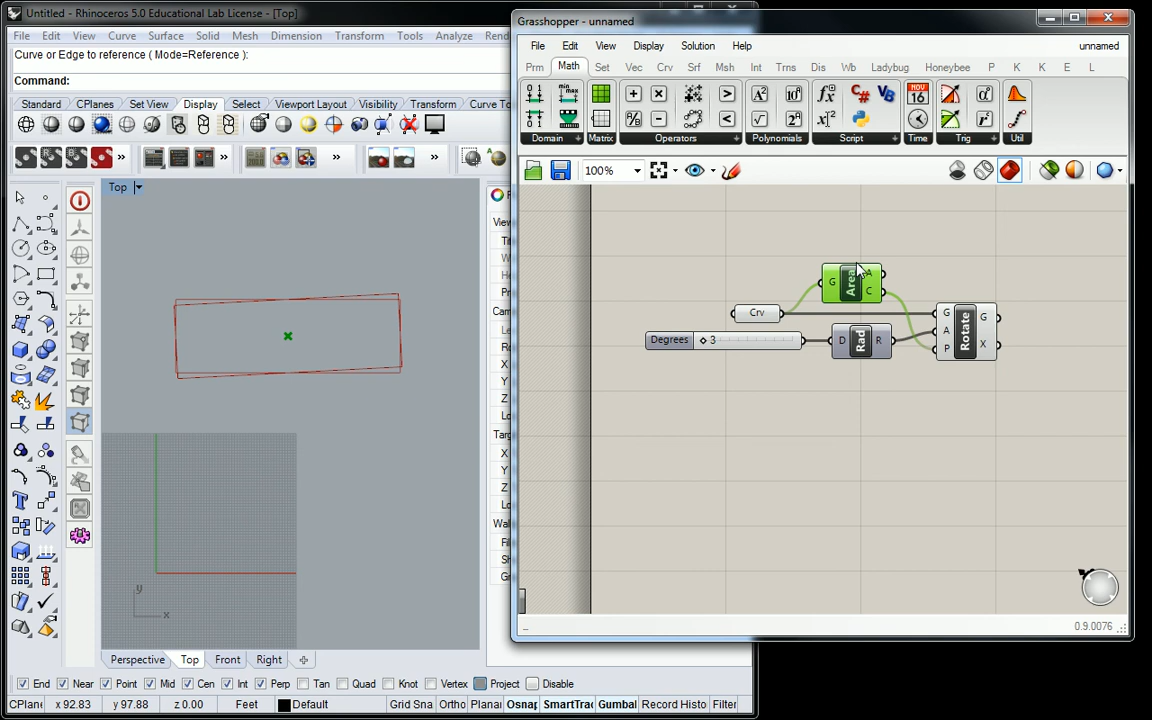 Untitled - Rhinoceros 5.0 Educational Lab License - [Top]
File Edit View Curve Surface Solid Mesh Dimension Transform Tools Analyze
Curve or Edge to reference ( Mode=Reference ):
Command:
Standard CPlanes Set View Display Select Viewport Layout Visibility Transform Curve To
Top
y
x
Perspective Top Front Right
End Near Point Mid Cen Int Perp Tan Quad Knot Vertex Project Disable
CPlane x 92.83 y 97.88 z 0.00 Feet Default Grid Sna Ortho Planar Osnap SmartTrac Gumbal Record Histo Filter
Grasshopper - unnamed
File Edit View Display Solution Help unnamed
Prm Math Set Vec Crv Srf Msh Int Trns Dis Wb Ladybug Honeybee P K K E L
Domain Matrix Operators Polynomials Script Time Trig Util
100%
G Area A
C
Crv
Degrees 3
D Rad R
G A P Rotate G X
0.9.0076